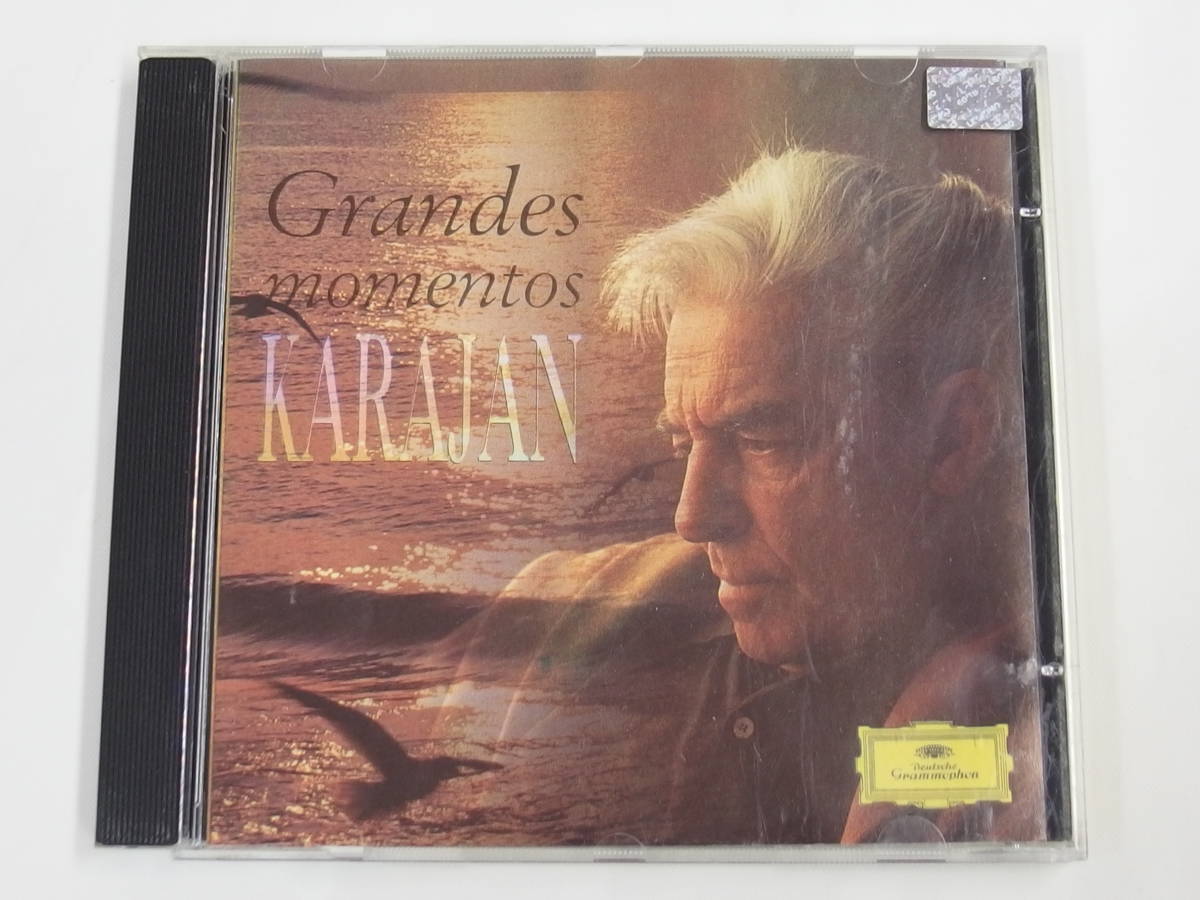 Grandes
momentos
KARAJAN
Deutsche
Grammophon